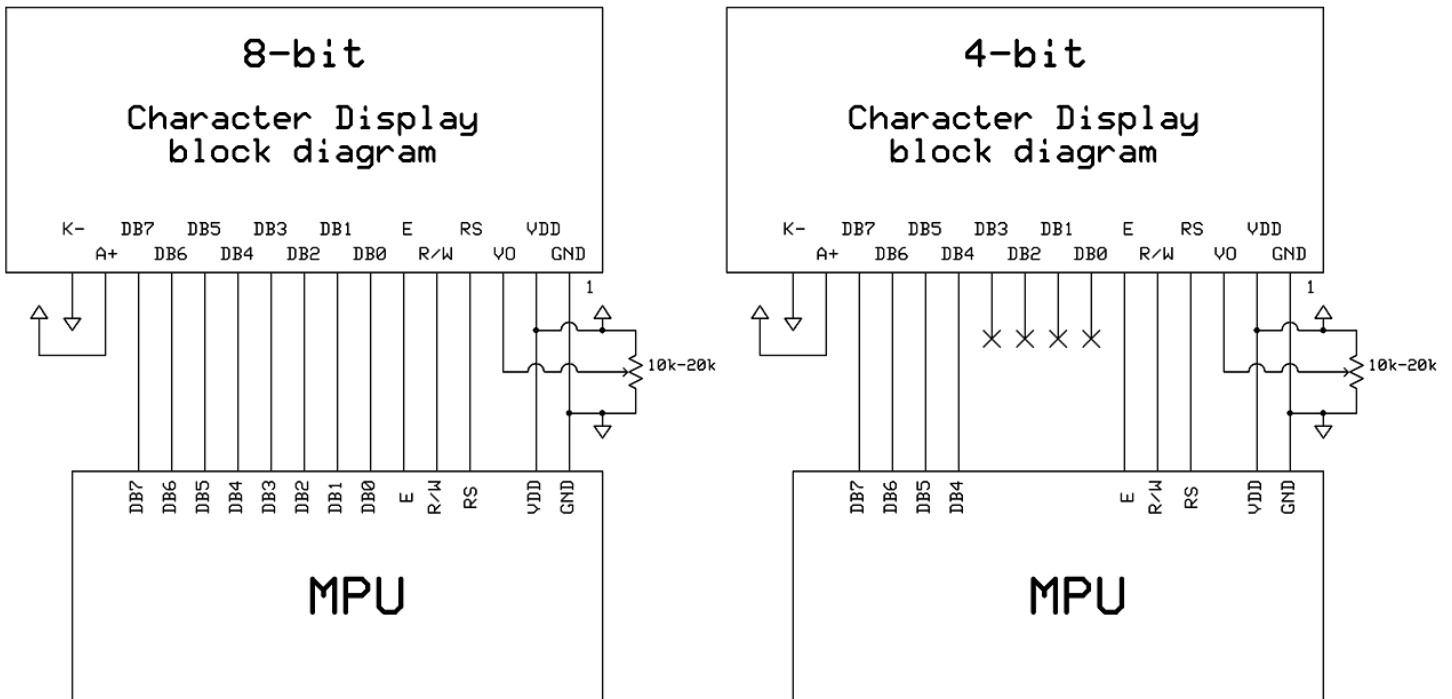 8-bit
Character Display
block diagram
K- DB7 DB5 DB3 DB1 E RS VDD
A+ DB6 DB4 DB2 DB0 R/W VO GND
1
10k-20k
DB7 DB6 DB5 DB4 DB3 DB2 DB1 DB0 E R/W RS VDD GND
MPU
4-bit
Character Display
block diagram
K- DB7 DB5 DB3 DB1 E RS VDD
A+ DB6 DB4 DB2 DB0 R/W VO GND
1
10k-20k
DB7 DB6 DB5 DB4 E R/W RS VDD GND
MPU